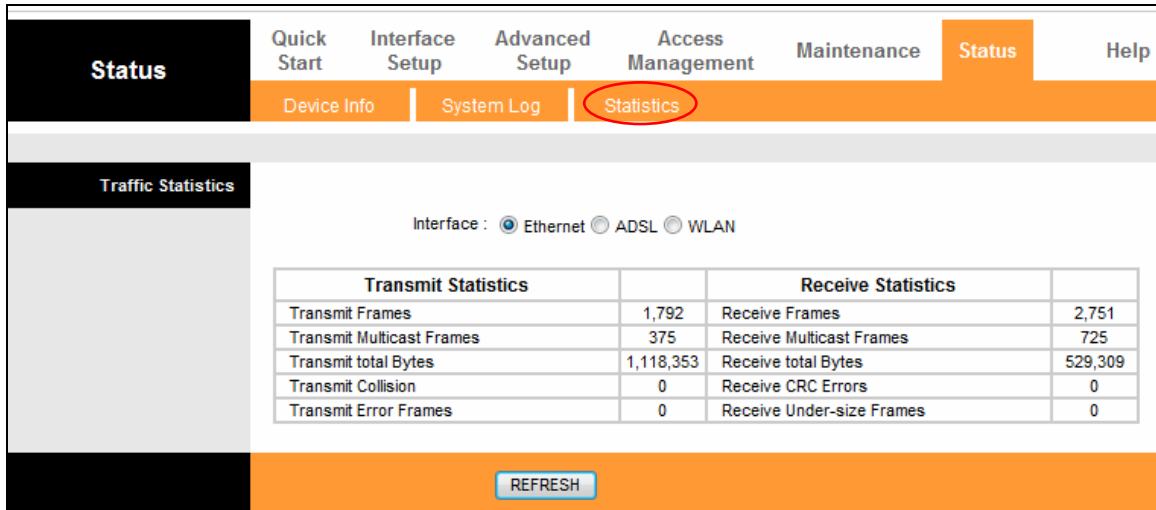 Status
Quick Start
Interface Setup
Advanced Setup
Access Management
Maintenance
Status
Help
Device Info
System Log
Statistics
Traffic Statistics
Interface : Ethernet ADSL WLAN
Transmit Statistics Receive Statistics
Transmit Frames 1,792 Receive Frames 2,751
Transmit Multicast Frames 375 Receive Multicast Frames 725
Transmit total Bytes 1,118,353 Receive total Bytes 529,309
Transmit Collision 0 Receive CRC Errors 0
Transmit Error Frames 0 Receive Under-size Frames 0
REFRESH